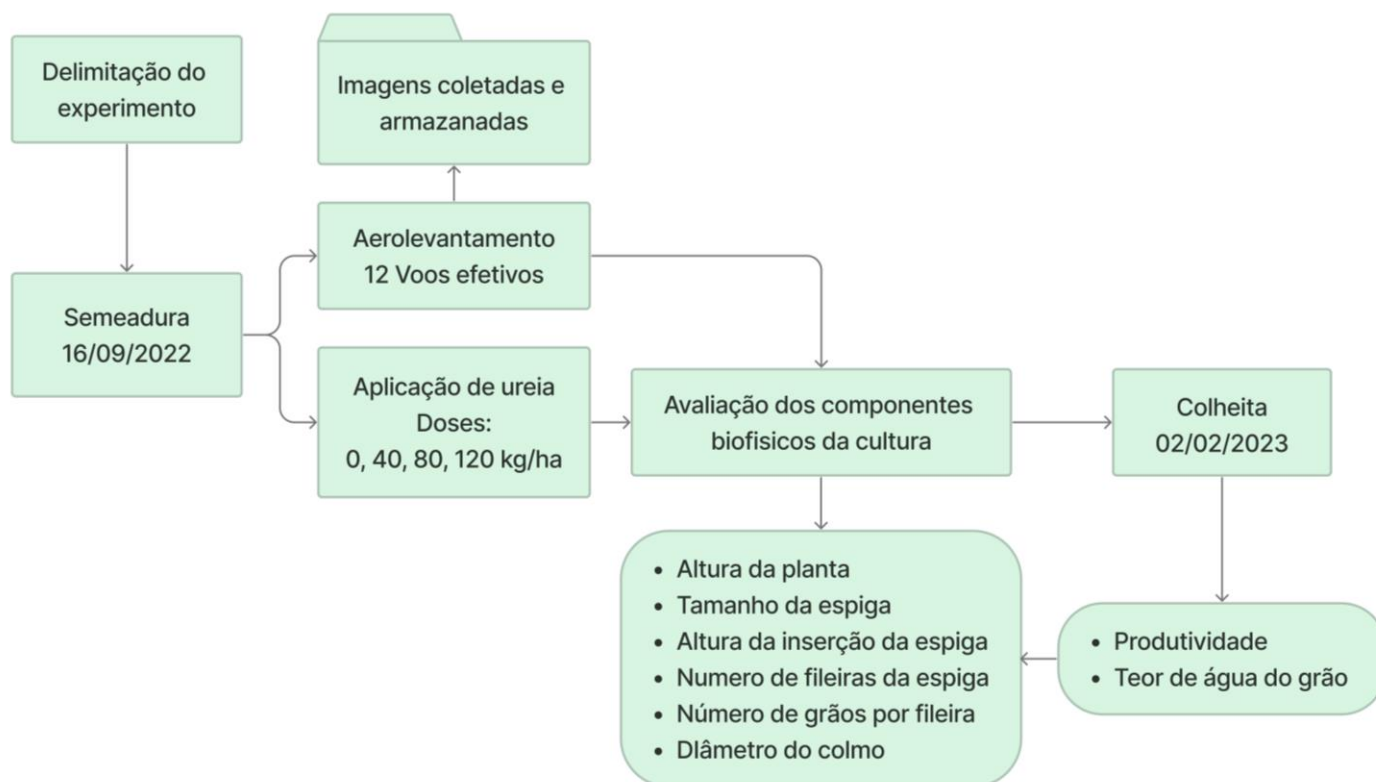 Delimitação do
experimento
Imagens coletadas e
armazanadas
Aerolevantamento
12 Voos efetivos
Semeadura
16/09/2022
Aplicação de ureia
Doses:
0, 40, 80, 120 kg/ha
Avaliação dos componentes
biofisicos da cultura
Colheita
02/02/2023
• Altura da planta
• Tamanho da espiga
• Altura da inserção da espiga
• Numero de fileiras da espiga
• Número de grãos por fileira
• DIâmetro do colmo
• Produtividade
• Teor de água do grão